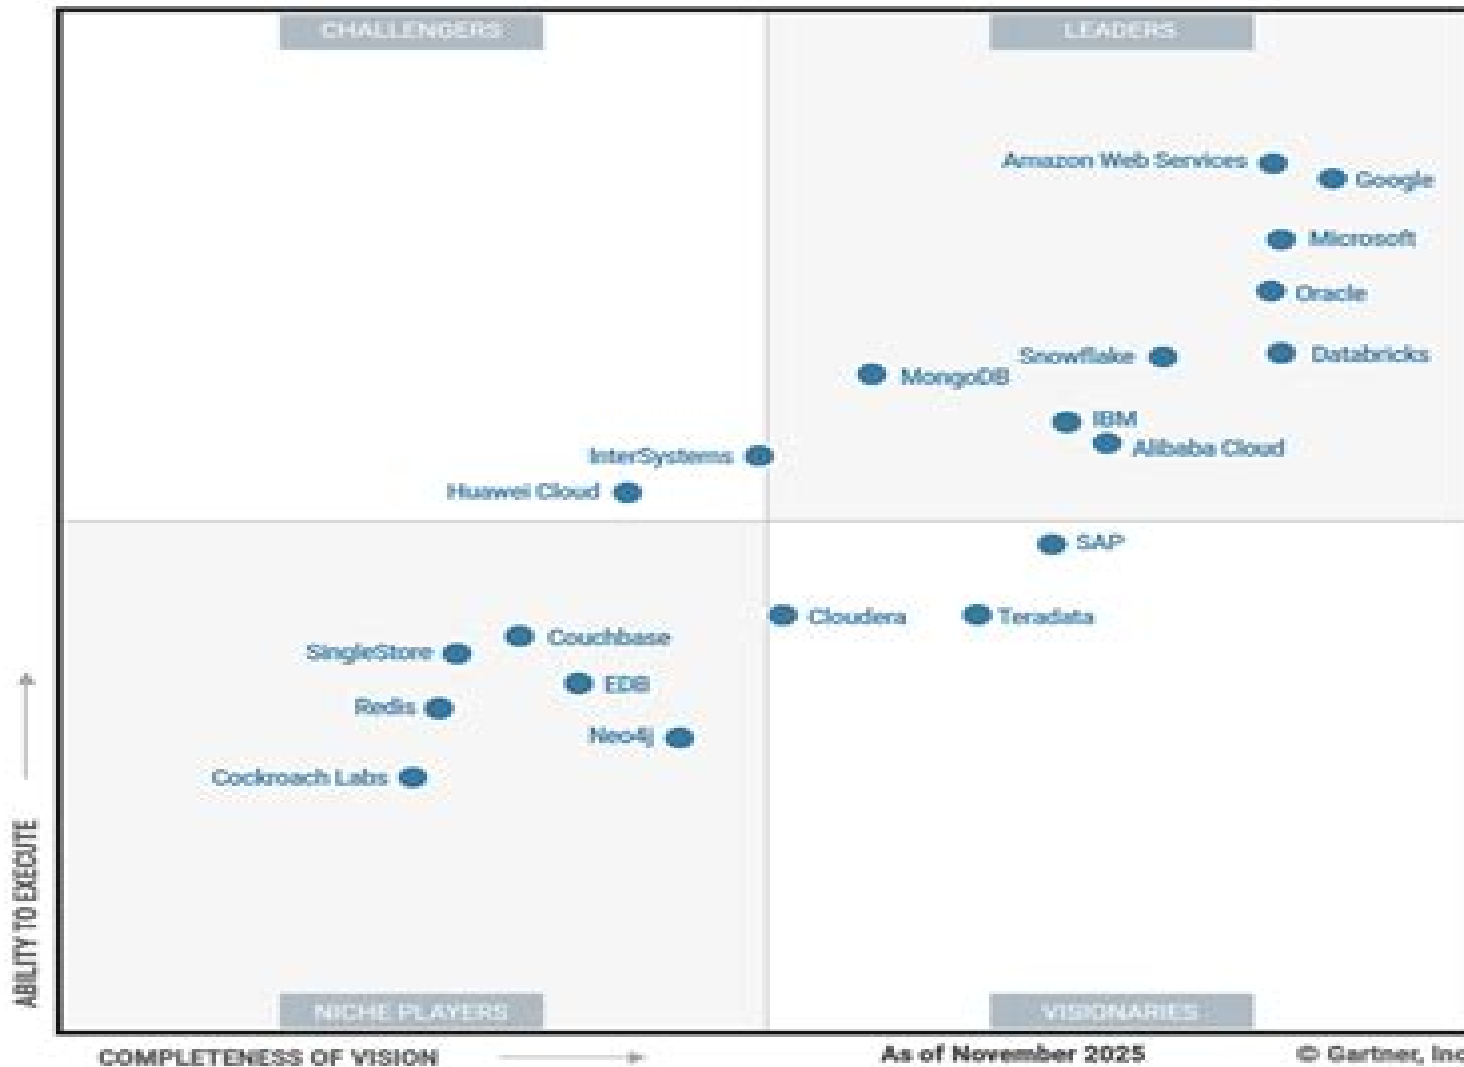 CHALLENGERS
LEADERS
Amazon Web Services
Google
Microsoft
Oracle
Snowflake
Databricks
MongoDB
IBM
Alibaba Cloud
InterSystems
Huawei Cloud
SAP
Cloudera
Teradata
Couchbase
SingleStore
EDB
Redis
Neo4j
Cockroach Labs
ABILITY TO EXECUTE
NICHE PLAYERS
VISIONARIES
COMPLETENESS OF VISION
As of November 2025
© Gartner, Inc